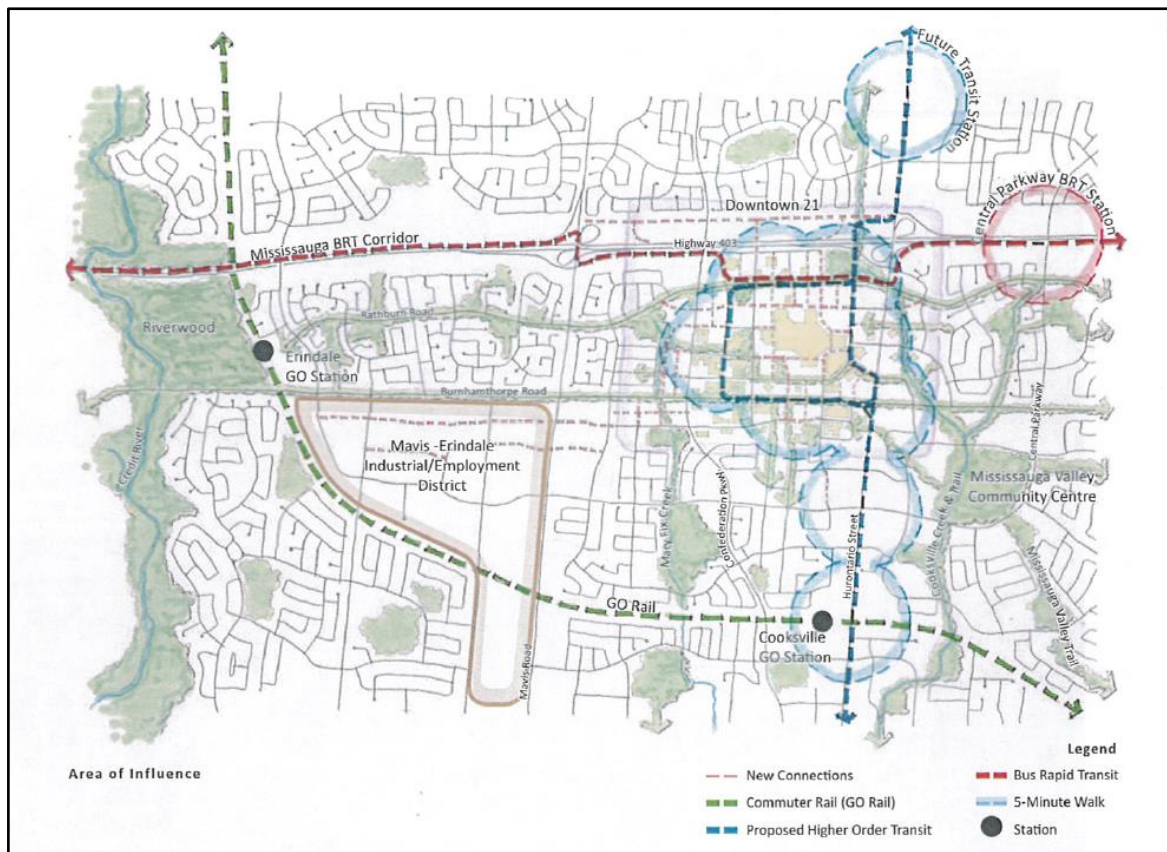 Future Transit Station
Central Parkway BRT Station
Downtown 21
Highway 403
Mississauga BRT Corridor
Rathburn Road
Riverwood
Erindale
GO Station
Burnhamthorpe Road
Central Parkway
Credit River
Mavis -Erindale
Industrial/Employment
District
Mary Fix Creek
Confederation Pkwy
Mississauga Valley
Community Centre
Hurontario Street
Cooksville Creek & Trail
Mississauga Valley Trail
GO Rail
Cooksville
GO Station
Mavis Road
Area of Influence
Legend
New Connections
Commuter Rail (GO Rail)
Proposed Higher Order Transit
Bus Rapid Transit
5-Minute Walk
Station